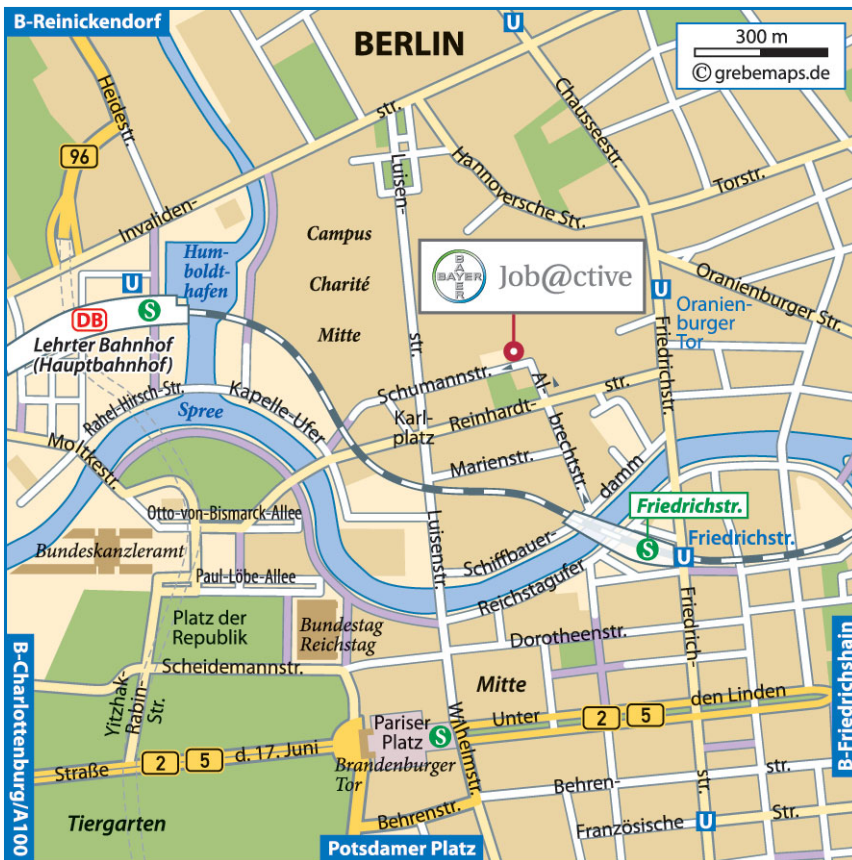 B-Reinickendorf
BERLIN
300 m
© grebemaps.de
U
Heidestr.
96
Invaliden-
str.
Luisen-
str.
Hannoversche Str.
Chausseestr.
Torstr.
Campus
Charité
Mitte
Hum-
boldt-
hafen
U
S
DB
Lehrter Bahnhof
(Hauptbahnhof)
BAYER
BAYER
Job@ctive
U
Oranien-
burger
Tor
Oranienburger Str.
Friedrichstr.
Rahel-Hirsch-Str.
Spree
Kapelle-Ufer
Schumannstr.
Karl-
platz
Reinhardt-
str.
Al-
brechtstr.
Marienstr.
Moltkestr.
Otto-von-Bismarck-Allee
Bundeskanzleramt
Paul-Löbe-Allee
Luisenstr.
Schiffbauer-
damm
Friedrichstr.
S
U
Friedrichstr.
Reichstagufer
Platz der
Republik
Bundestag
Reichstag
Dorotheenstr.
Friedrich-
str.
Scheidemannstr.
Yitzhak-
Rabin-
Str.
Mitte
Wilhelmstr.
Unter
2
5
den Linden
Pariser
Platz
S
Brandenburger
Tor
Straße
2
5
d. 17. Juni
Behren-
str.
Behrenstr.
Französische
U
Str.
Tiergarten
B-Charlottenburg/A100
B-Friedrichshain
Potsdamer Platz